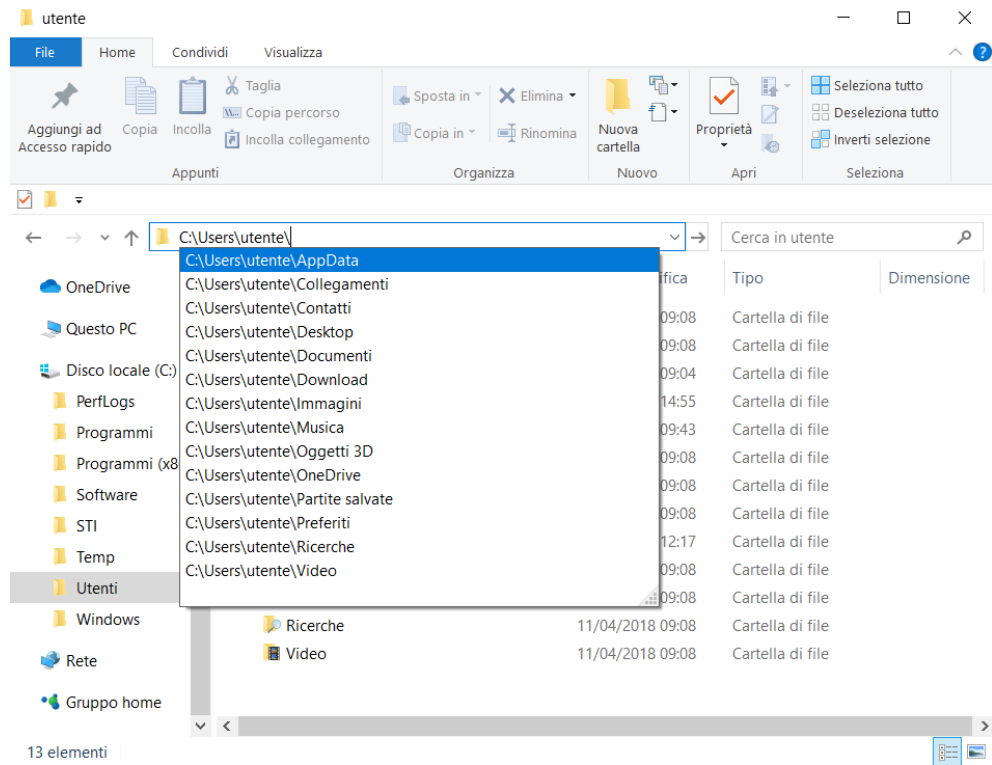 utente
File Home Condividi Visualizza
Aggiungi ad
Accesso rapido
Copia
Incolla
Taglia
Copia percorso
Incolla collegamento
Appunti
Sposta in
Copia in
Elimina
Rinomina
Organizza
Nuova
cartella
Nuovo
Proprietà
Apri
Seleziona tutto
Deseleziona tutto
Inverti selezione
Seleziona
C:\Users\utente\
Cerca in utente
C:\Users\utente\AppData
C:\Users\utente\Collegamenti
C:\Users\utente\Contatti
C:\Users\utente\Desktop
C:\Users\utente\Documenti
C:\Users\utente\Download
C:\Users\utente\Immagini
C:\Users\utente\Musica
C:\Users\utente\Oggetti 3D
C:\Users\utente\OneDrive
C:\Users\utente\Partite salvate
C:\Users\utente\Preferiti
C:\Users\utente\Ricerche
C:\Users\utente\Video
OneDrive
Questo PC
Disco locale (C:)
PerfLogs
Programmi
Programmi (x8
Software
STI
Temp
Utenti
Windows
Rete
Gruppo home
ifica Tipo Dimensione
09:08 Cartella di file
09:08 Cartella di file
09:04 Cartella di file
14:55 Cartella di file
09:43 Cartella di file
09:08 Cartella di file
09:08 Cartella di file
09:08 Cartella di file
12:17 Cartella di file
09:08 Cartella di file
09:08 Cartella di file
Ricerche 11/04/2018 09:08 Cartella di file
Video 11/04/2018 09:08 Cartella di file
13 elementi